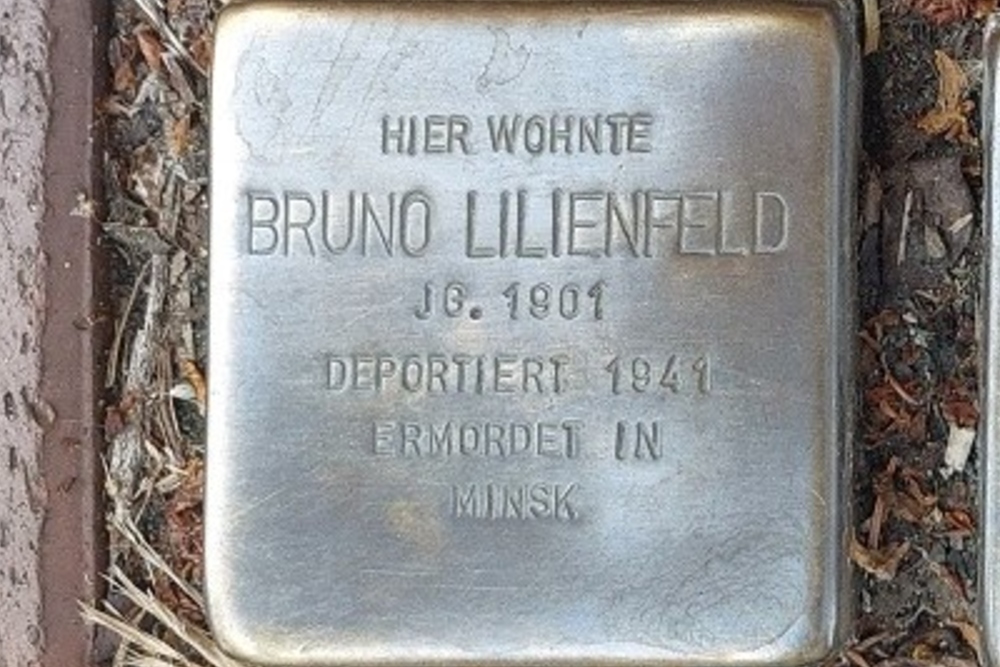 HIER WOHNTE
BRUNO LILIENFELD
JG. 1901
DEPORTIERT 1941
ERMORDET IN
MINSK